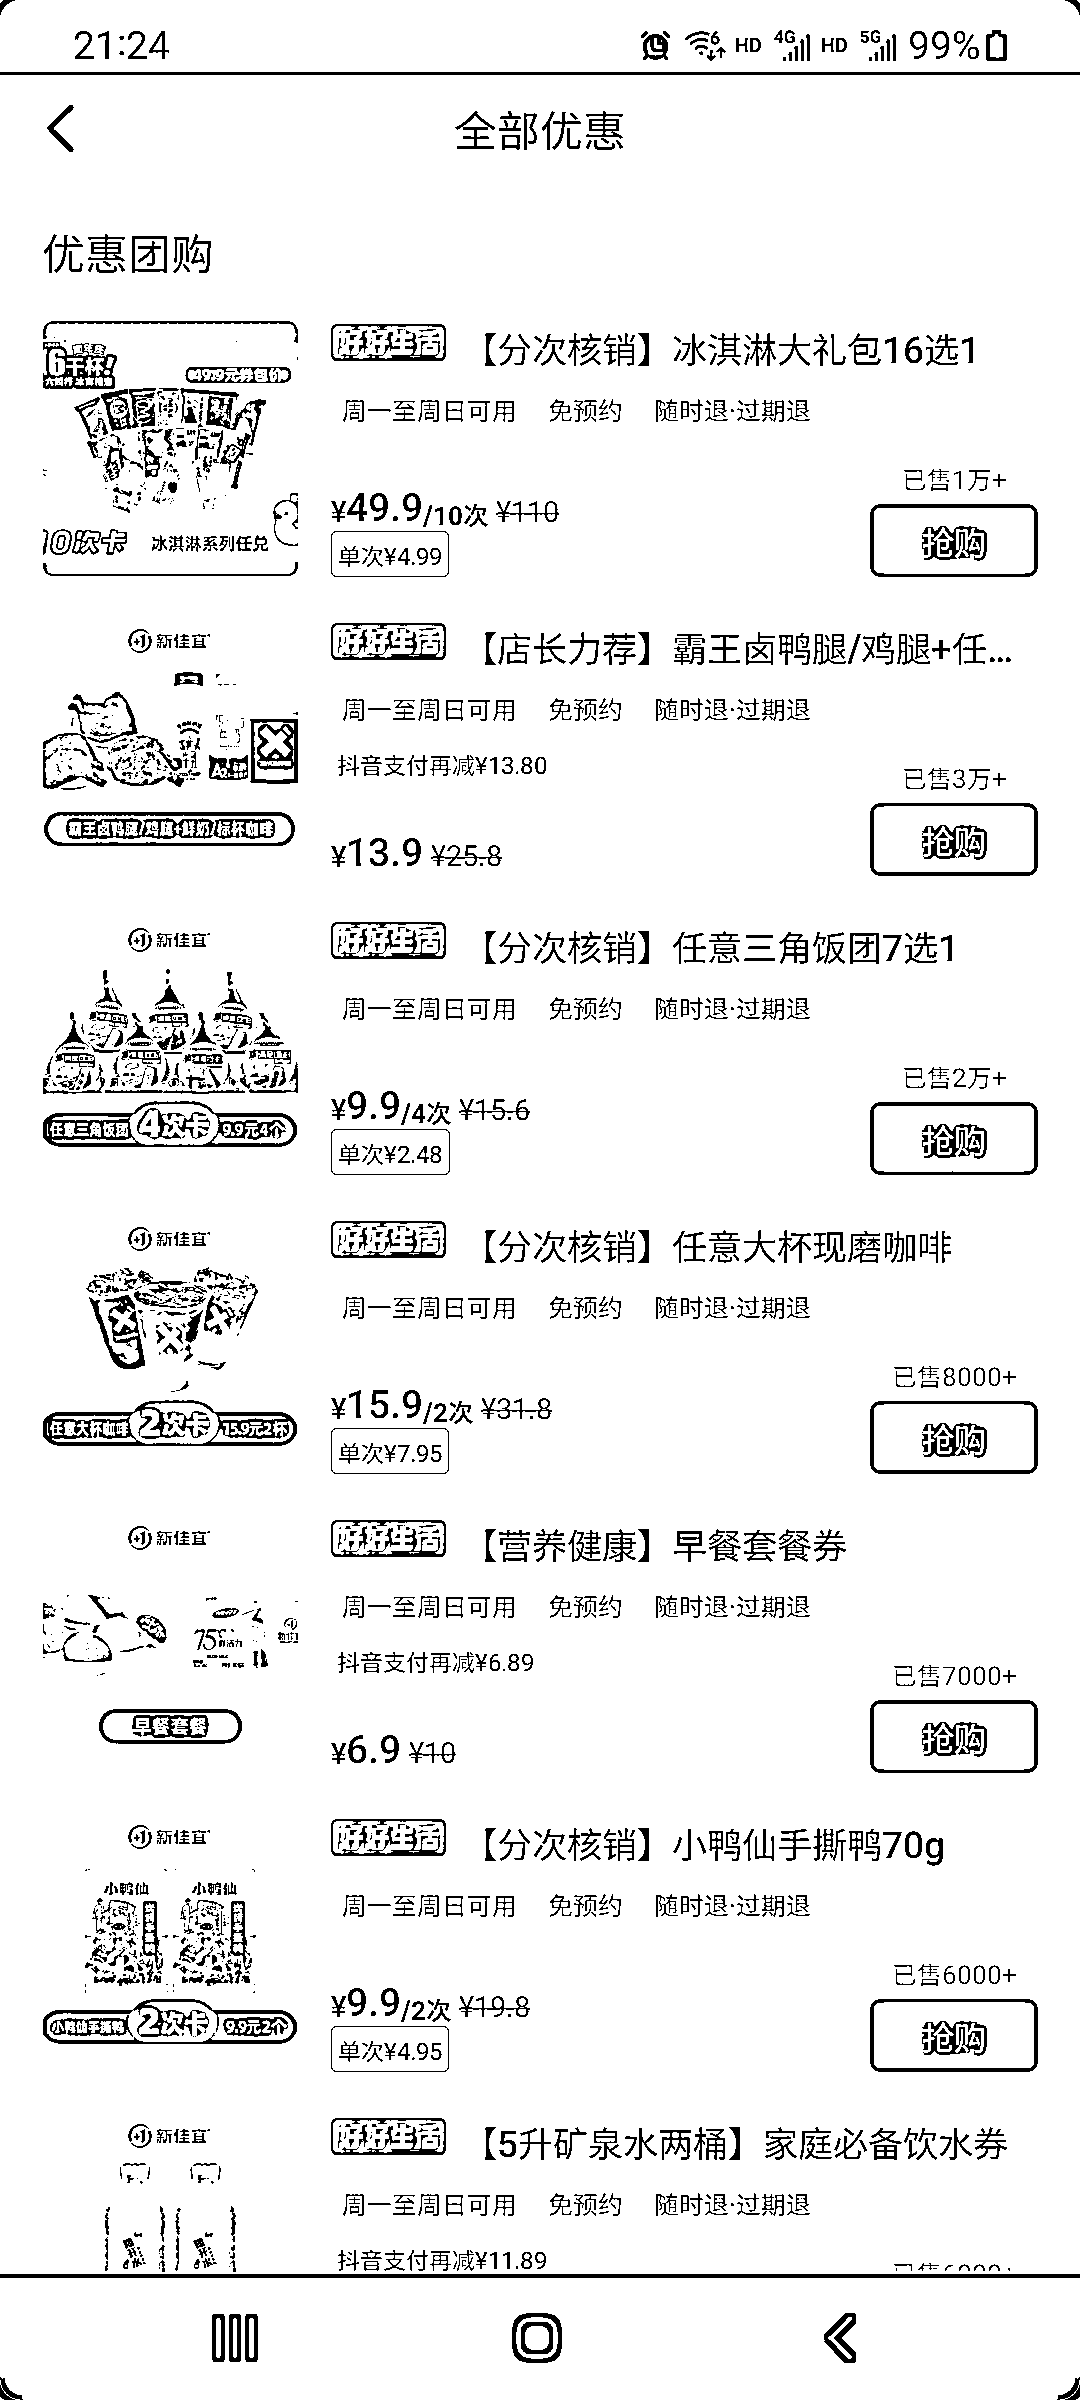 21:24
HD 4G HD 5G 99%
全部优惠
优惠团购
6千杯!
49.9元券包价
10次卡 冰淇淋系列任兑
好好生活 【分次核销】冰淇淋大礼包16选1
周一至周日可用 免预约 随时退·过期退
已售1万+
¥49.9/10次 ¥110
单次¥4.99
抢购
新佳宜
霸王卤鸭腿/鸡腿+鲜奶/标杯咖啡
好好生活 【店长力荐】霸王卤鸭腿/鸡腿+任...
周一至周日可用 免预约 随时退·过期退
抖音支付再减¥13.80
已售3万+
¥13.9 ¥25.8
抢购
新佳宜
任意三角饭团 4次卡 9.9元4个
好好生活 【分次核销】任意三角饭团7选1
周一至周日可用 免预约 随时退·过期退
已售2万+
¥9.9/4次 ¥15.6
单次¥2.48
抢购
新佳宜
任意大杯咖啡 2次卡 15.9元2杯
好好生活 【分次核销】任意大杯现磨咖啡
周一至周日可用 免预约 随时退·过期退
已售8000+
¥15.9/2次 ¥31.8
单次¥7.95
抢购
新佳宜
早餐套餐
好好生活 【营养健康】早餐套餐券
周一至周日可用 免预约 随时退·过期退
抖音支付再减¥6.89
已售7000+
¥6.9 ¥10
抢购
新佳宜
小鸭仙 小鸭仙
小鸭仙手撕鸭 2次卡 9.9元2个
好好生活 【分次核销】小鸭仙手撕鸭70g
周一至周日可用 免预约 随时退·过期退
已售6000+
¥9.9/2次 ¥19.8
单次¥4.95
抢购
新佳宜
好好生活 【5升矿泉水两桶】家庭必备饮水券
周一至周日可用 免预约 随时退·过期退
抖音支付再减¥11.89